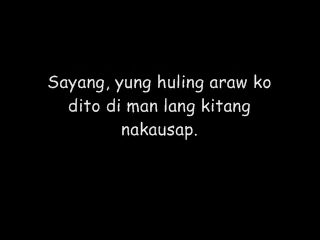 Sayang, yung huling araw ko
dito di man lang kitang
nakausap.